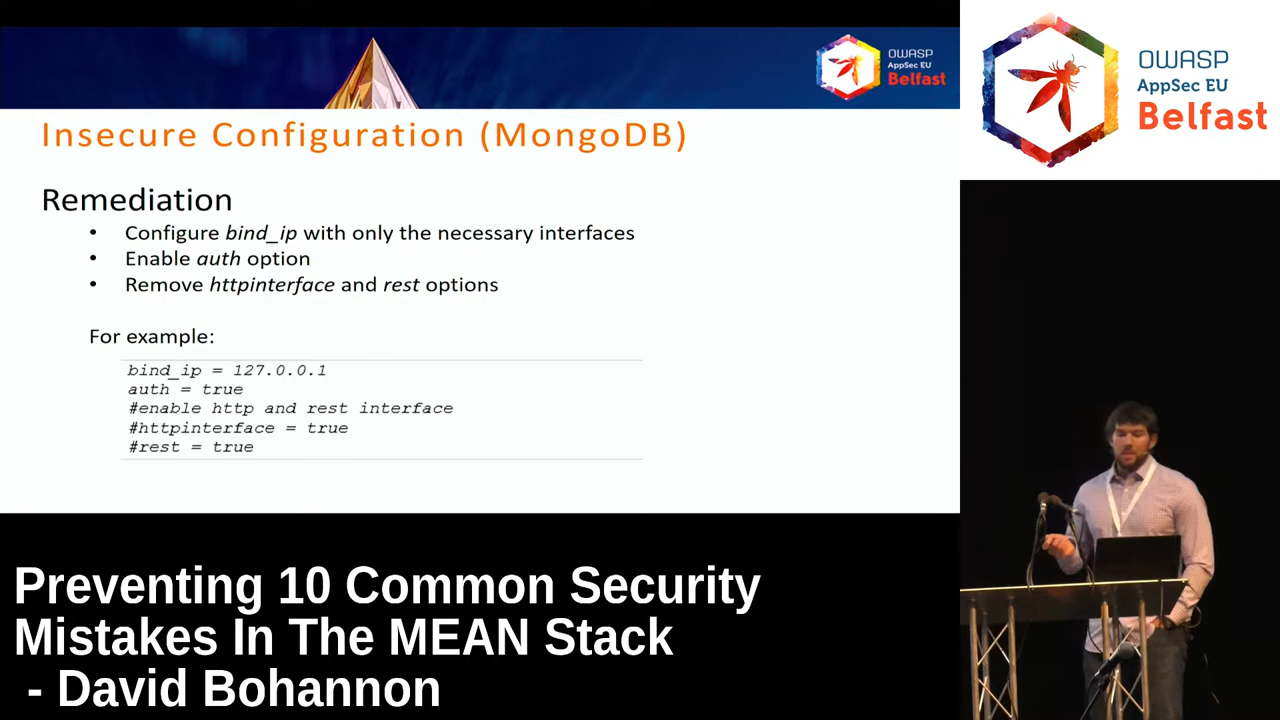 OWASP
AppSec EU
Belfast
OWASP
AppSec EU
Belfast
Insecure Configuration (MongoDB)
Remediation
• Configure bind_ip with only the necessary interfaces
• Enable auth option
• Remove httpinterface and rest options
For example:
bind_ip = 127.0.0.1
auth = true
#enable http and rest interface
#httpinterface = true
#rest = true
Preventing 10 Common Security
Mistakes In The MEAN Stack
- David Bohannon